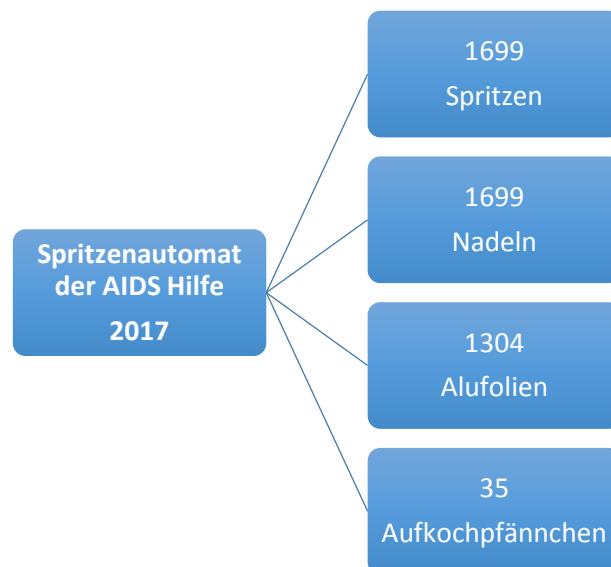 Spritzenautomat
der AIDS Hilfe
2017
1699
Spritzen
1699
Nadeln
1304
Alufolien
35
Aufkochpfännchen